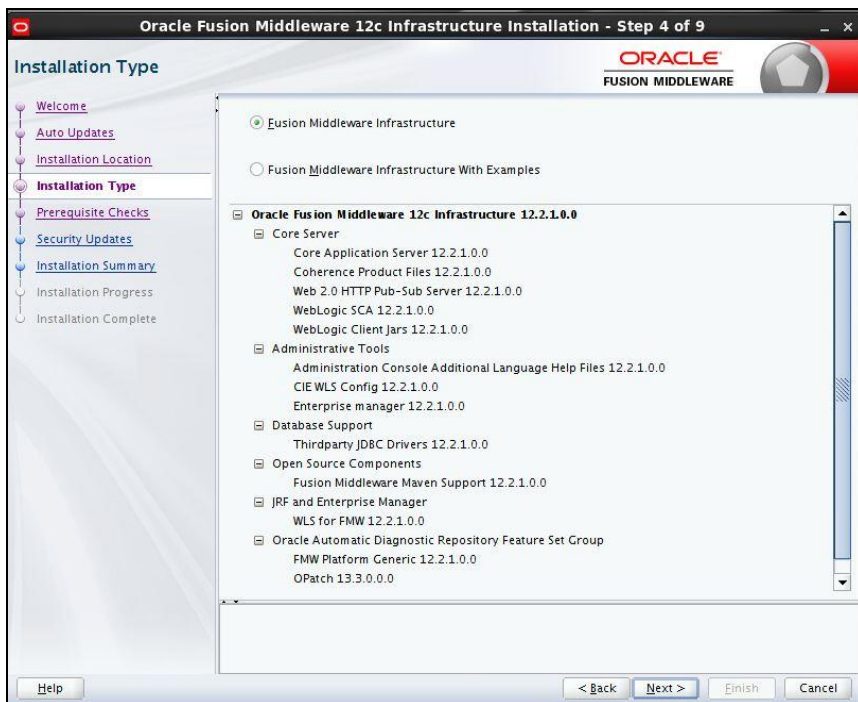 Oracle Fusion Middleware 12c Infrastructure Installation - Step 4 of 9
Installation Type
ORACLE
FUSION MIDDLEWARE
Welcome
Auto Updates
Installation Location
Installation Type
Prerequisite Checks
Security Updates
Installation Summary
Installation Progress
Installation Complete
Fusion Middleware Infrastructure
Fusion Middleware Infrastructure With Examples
Oracle Fusion Middleware 12c Infrastructure 12.2.1.0.0
Core Server
Core Application Server 12.2.1.0.0
Coherence Product Files 12.2.1.0.0
Web 2.0 HTTP Pub-Sub Server 12.2.1.0.0
WebLogic SCA 12.2.1.0.0
WebLogic Client Jars 12.2.1.0.0
Administrative Tools
Administration Console Additional Language Help Files 12.2.1.0.0
CIE WLS Config 12.2.1.0.0
Enterprise manager 12.2.1.0.0
Database Support
Thirdparty JDBC Drivers 12.2.1.0.0
Open Source Components
Fusion Middleware Maven Support 12.2.1.0.0
JRF and Enterprise Manager
WLS for FMW 12.2.1.0.0
Oracle Automatic Diagnostic Repository Feature Set Group
FMW Platform Generic 12.2.1.0.0
OPatch 13.3.0.0.0
Help
< Back
Next >
Finish
Cancel